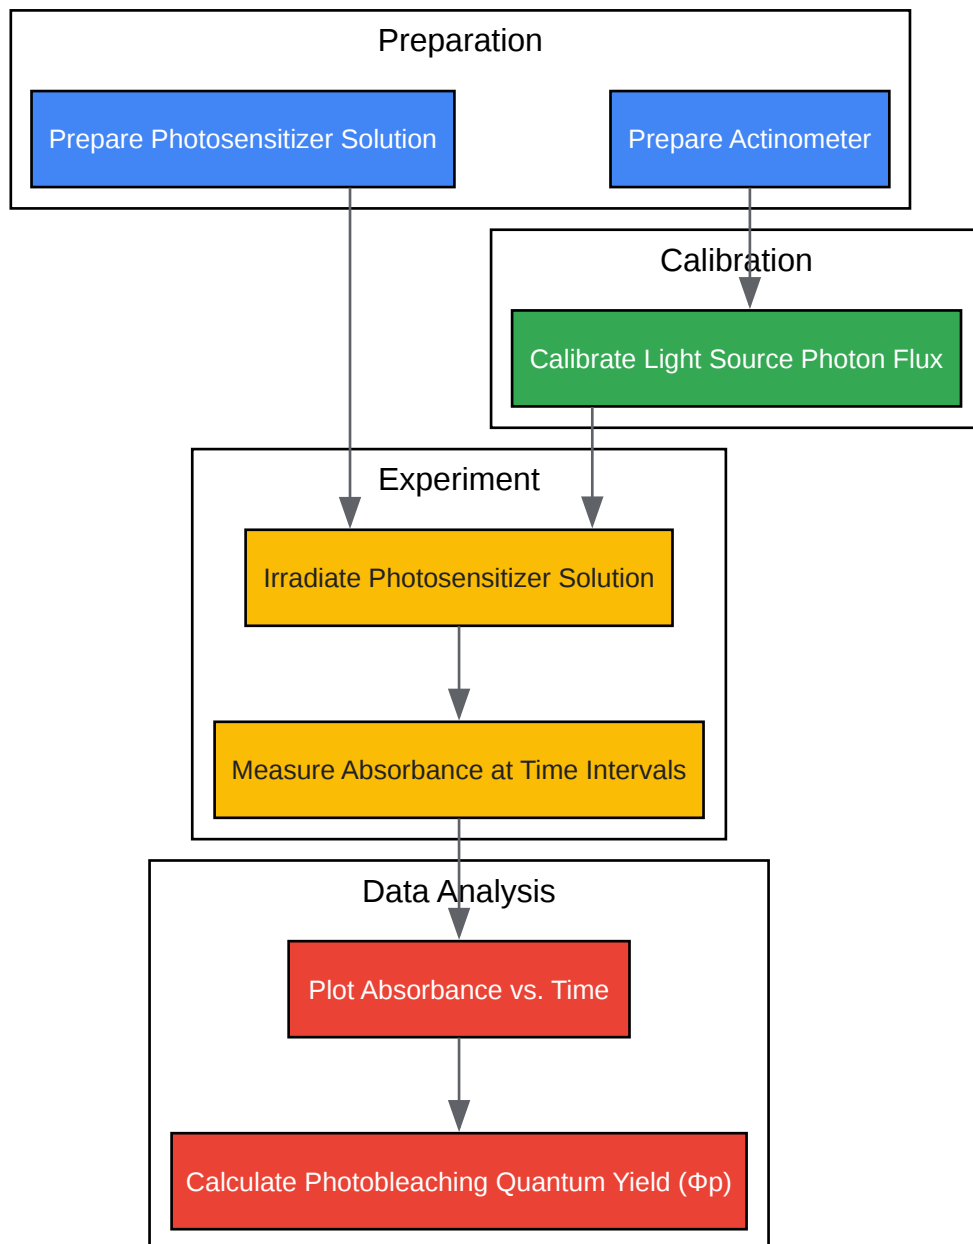 Preparation
Prepare Photosensitizer Solution
Prepare Actinometer
Calibration
Calibrate Light Source Photon Flux
Experiment
Irradiate Photosensitizer Solution
Measure Absorbance at Time Intervals
Data Analysis
Plot Absorbance vs. Time
Calculate Photobleaching Quantum Yield (Φp)